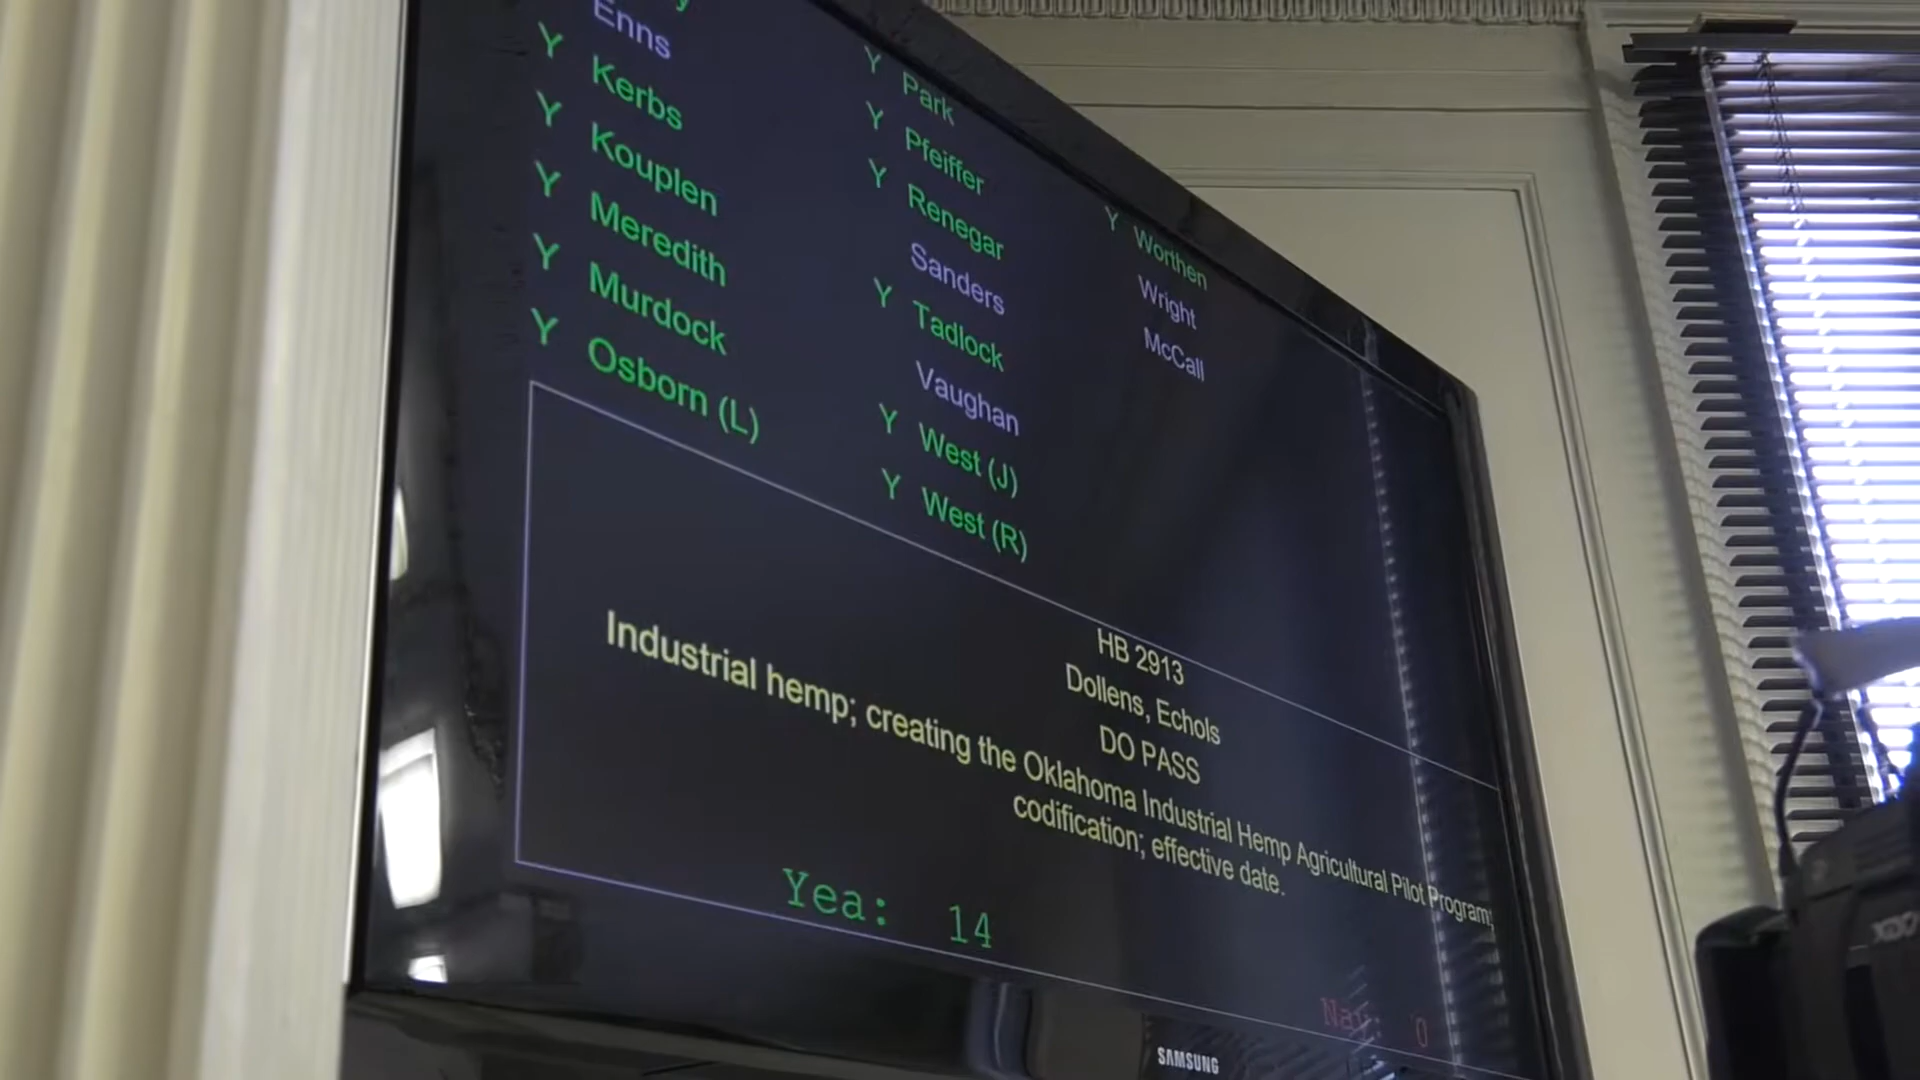 Enns
Y Kerbs
Y Kouplen
Y Meredith
Y Murdock
Y Osborn (L)
Y Park
Y Pfeiffer
Y Renegar
Sanders
Y Tadlock
Vaughan
Y West (J)
Y West (R)
Y Worthen
Wright
McCall
HB 2913
Dollens, Echols
DO PASS
Industrial hemp; creating the Oklahoma Industrial Hemp Agricultural Pilot Program;
codification; effective date.
Yea: 14
Nay: 0
SAMSUNG